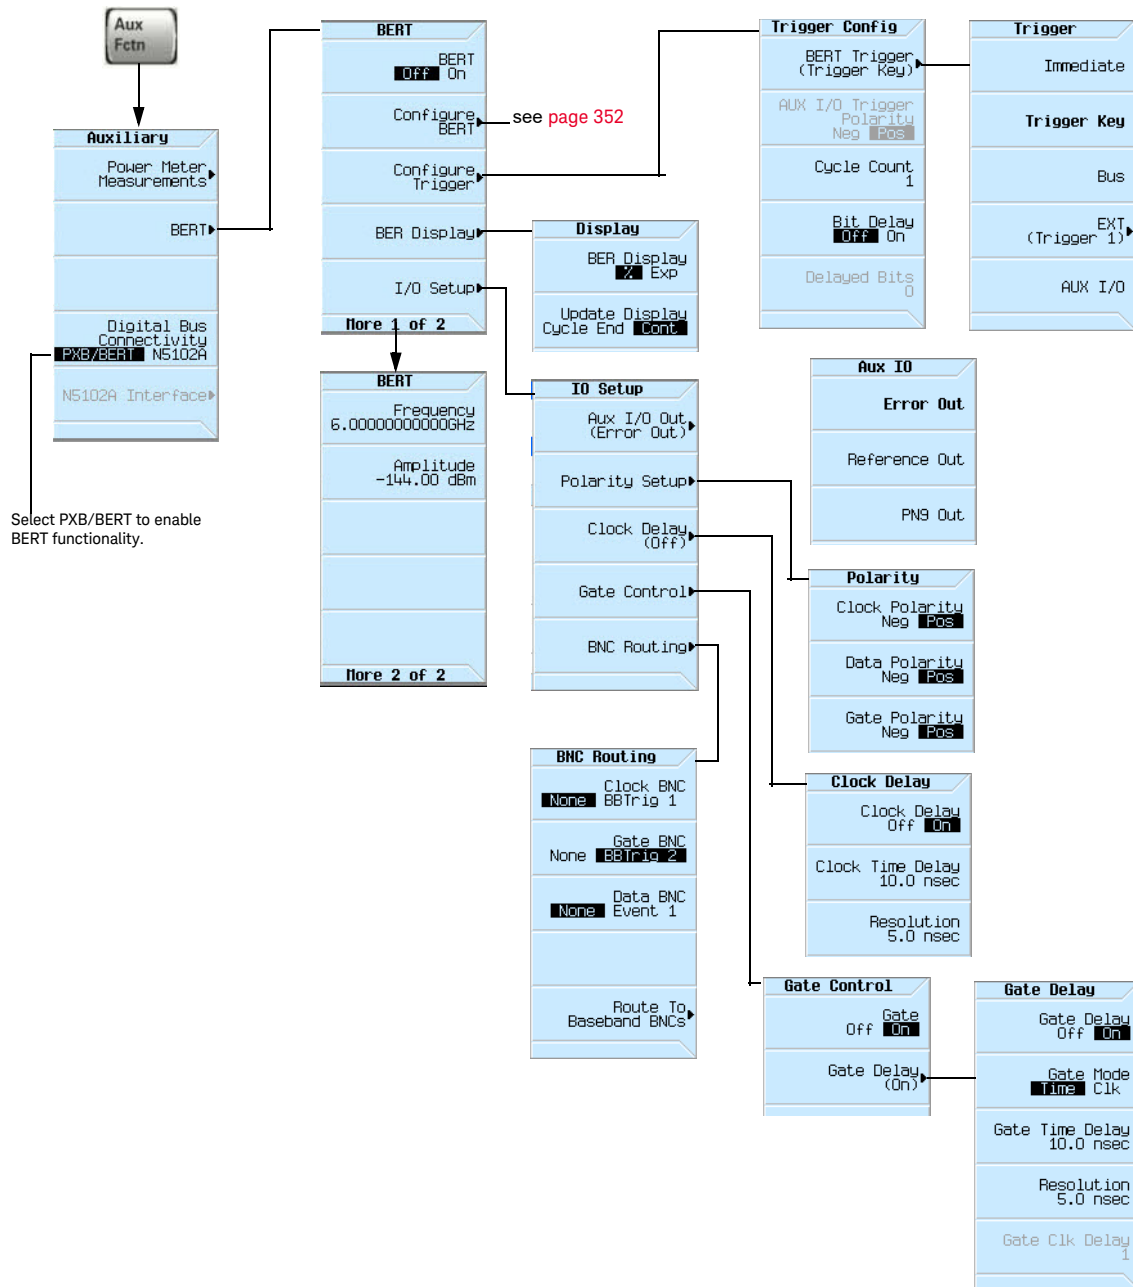 Aux
Fctn
Auxiliary
Power Meter
Measurements
BERT
Digital Bus
Connectivity
PXB/BERT N5102A
N5102A Interface
Select PXB/BERT to enable
BERT functionality.
BERT
BERT
Off On
Configure
BERT
see page 352
Configure
Trigger
BER Display
I/O Setup
More 1 of 2
BERT
Frequency
6.00000000000GHz
Amplitude
-144.00 dBm
More 2 of 2
Display
BER Display
% Exp
Update Display
Cycle End Cont
IO Setup
Aux I/O Out
(Error Out)
Polarity Setup
Clock Delay
(Off)
Gate Control
BNC Routing
BNC Routing
Clock BNC
None BBTrig 1
Gate BNC
None BBTrig 2
Data BNC
None Event 1
Route To
Baseband BNCs
Trigger Config
BERT Trigger
(Trigger Key)
AUX I/O Trigger
Polarity
Neg Pos
Cycle Count
1
Bit Delay
Off On
Delayed Bits
0
Trigger
Immediate
Trigger Key
Bus
EXT
(Trigger 1)
AUX I/O
Aux IO
Error Out
Reference Out
PN9 Out
Polarity
Clock Polarity
Neg Pos
Data Polarity
Neg Pos
Gate Polarity
Neg Pos
Clock Delay
Clock Delay
Off On
Clock Time Delay
10.0 nsec
Resolution
5.0 nsec
Gate Control
Gate
Off On
Gate Delay
(On)
Gate Delay
Gate Delay
Off On
Gate Mode
Time Clk
Gate Time Delay
10.0 nsec
Resolution
5.0 nsec
Gate Clk Delay
1